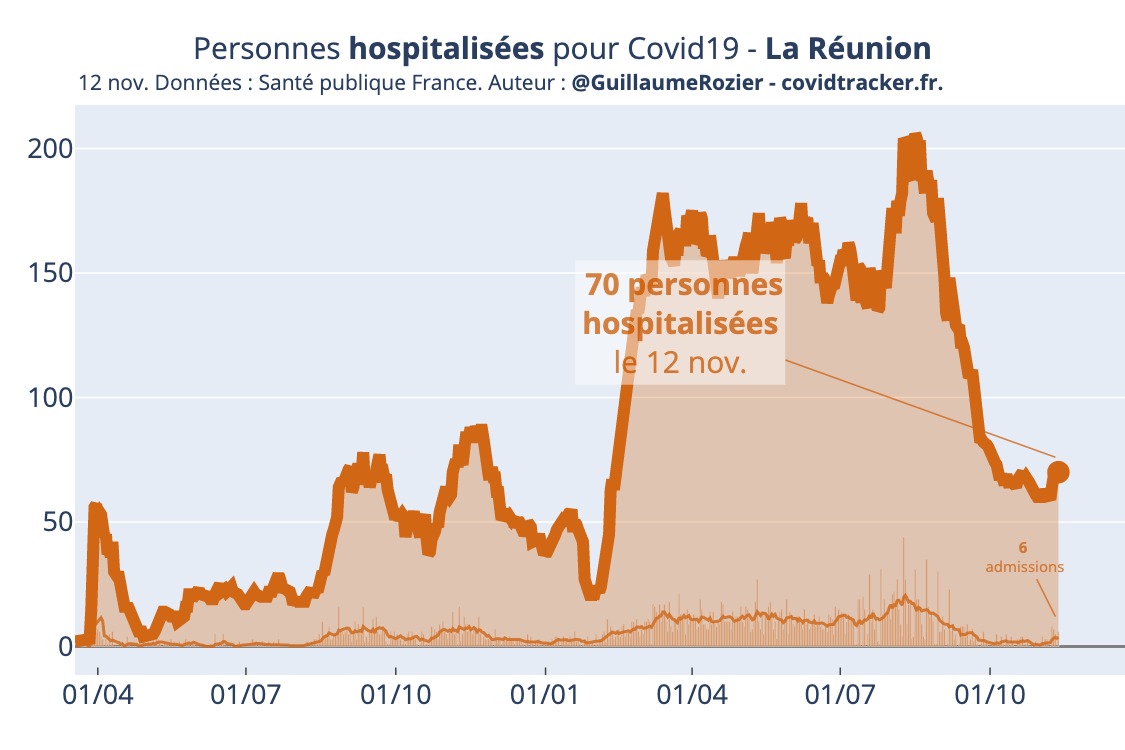 Personnes hospitalisées pour Covid19 - La Réunion
12 nov. Données : Santé publique France. Auteur : @GuillaumeRozier - covidtracker.fr.
200
150
100
50
0
70 personnes
hospitalisées
le 12 nov.
6
admissions
01/04 01/07 01/10 01/01 01/04 01/07 01/10